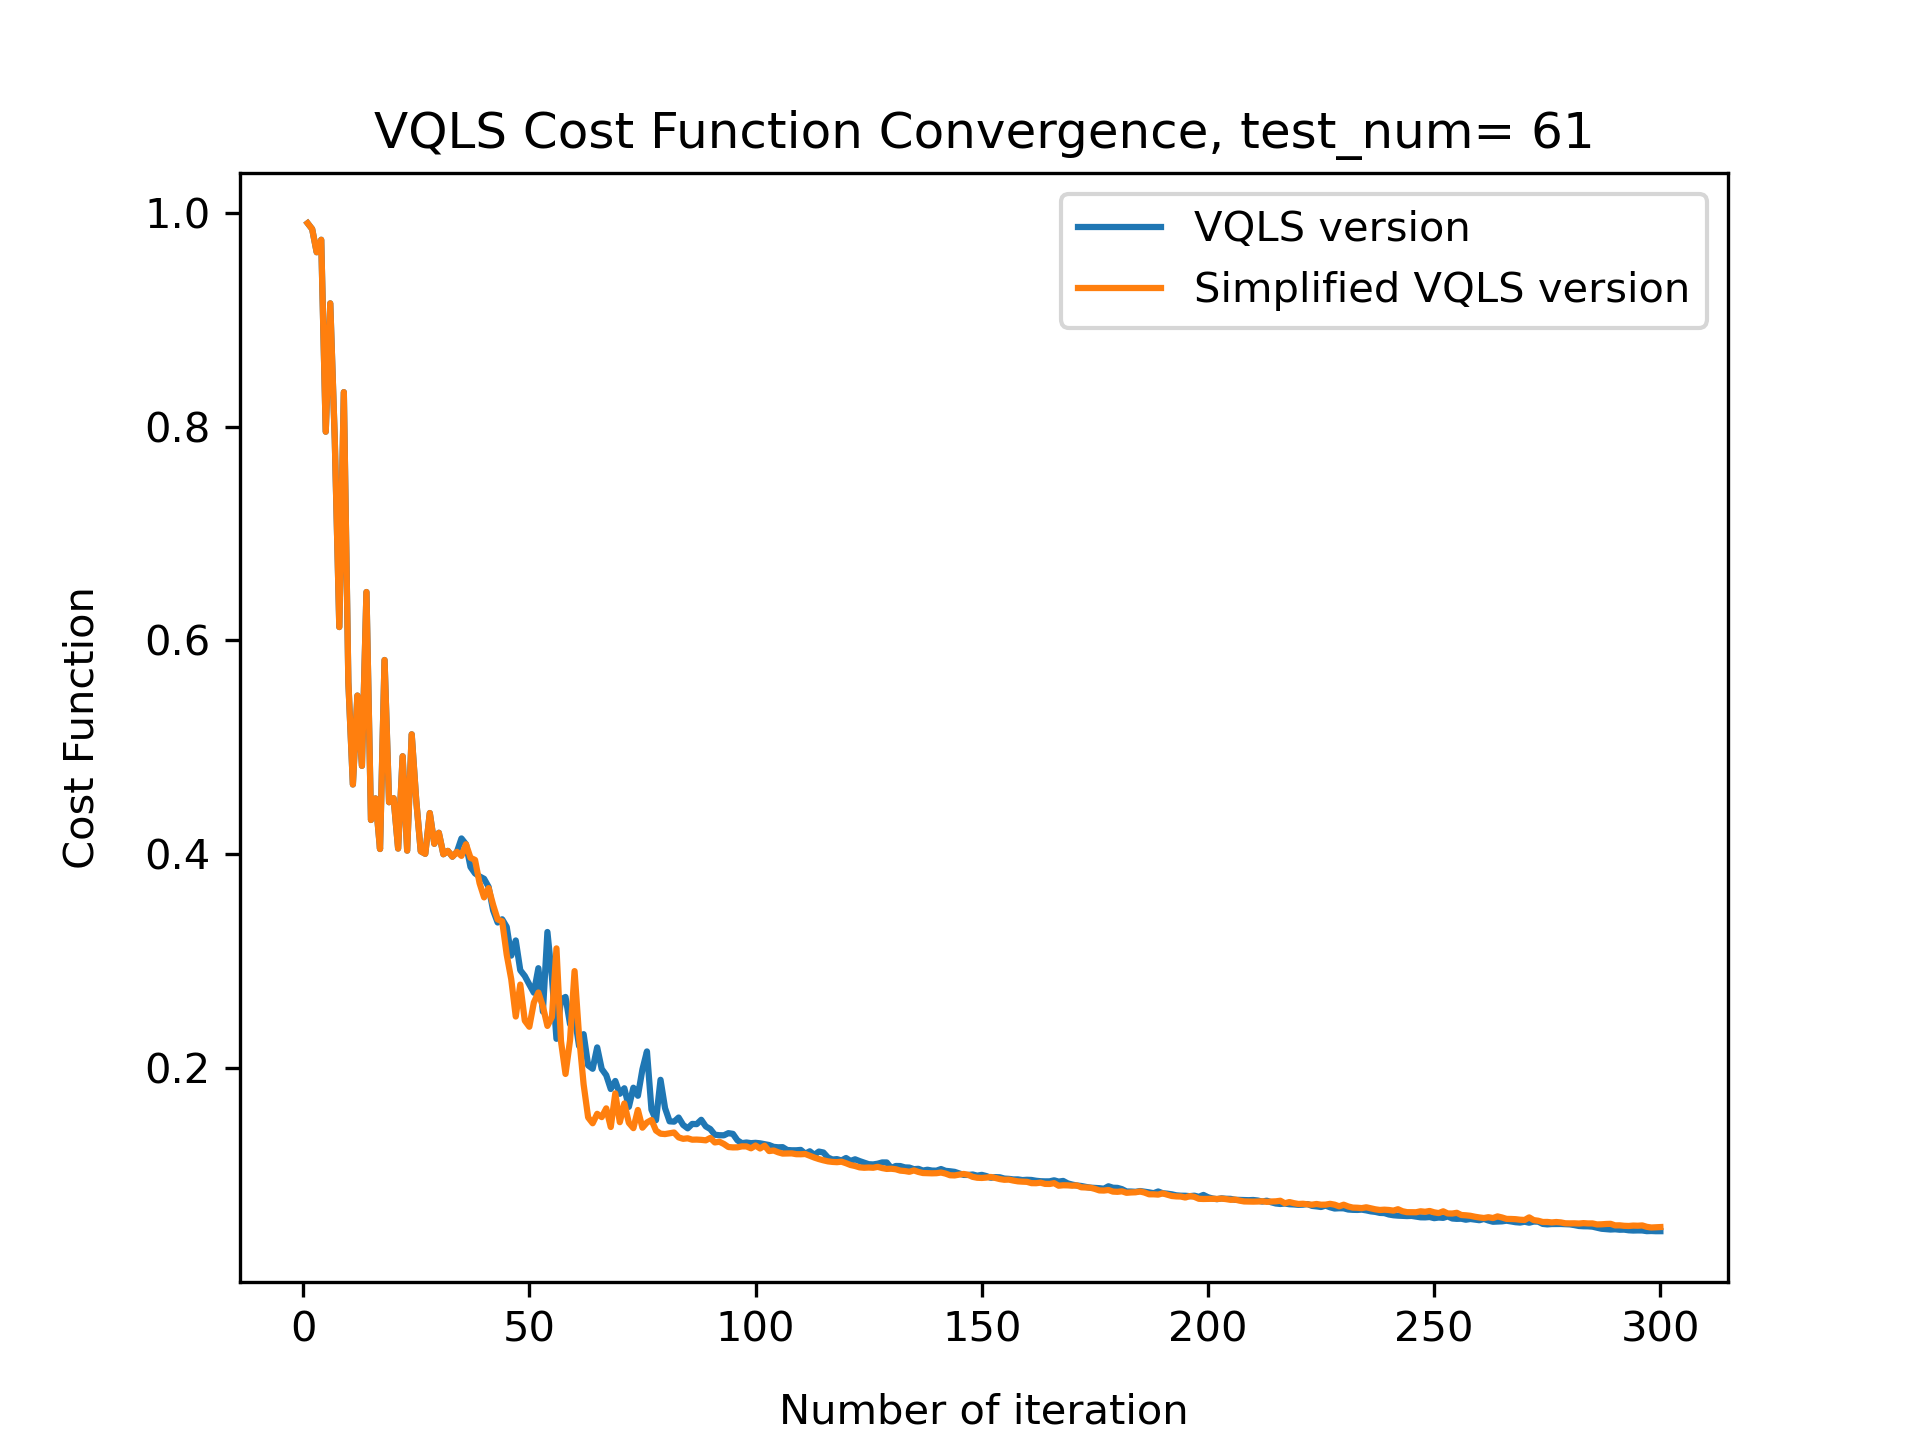 VQLS Cost Function Convergence, test_num= 61
VQLS version
Simplified VQLS version
1.0
0.8
0.6
0.4
0.2
Cost Function
0 50 100 150 200 250 300
Number of iteration